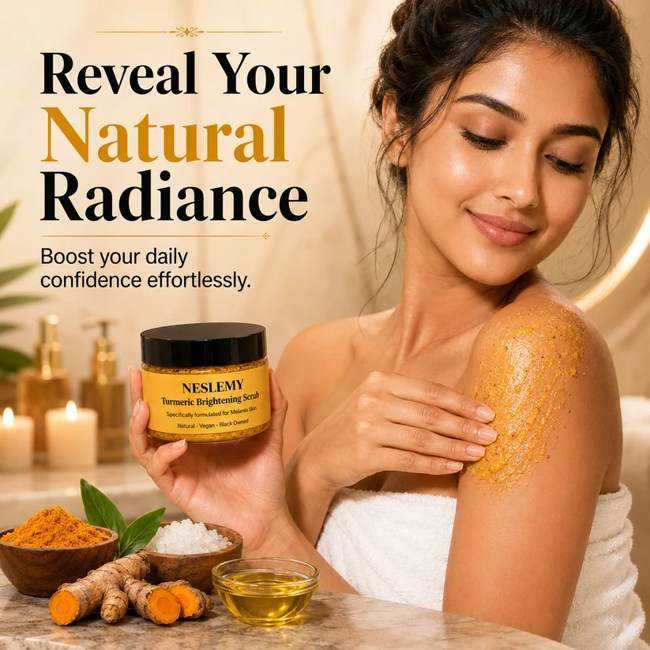 Reveal Your
Natural
Radiance
Boost your daily
confidence effortlessly.
NESLEMY
Turmeric Brightening Scrub
Specifically formulated for Melanin Skin
Natural - Vegan - Black Owned